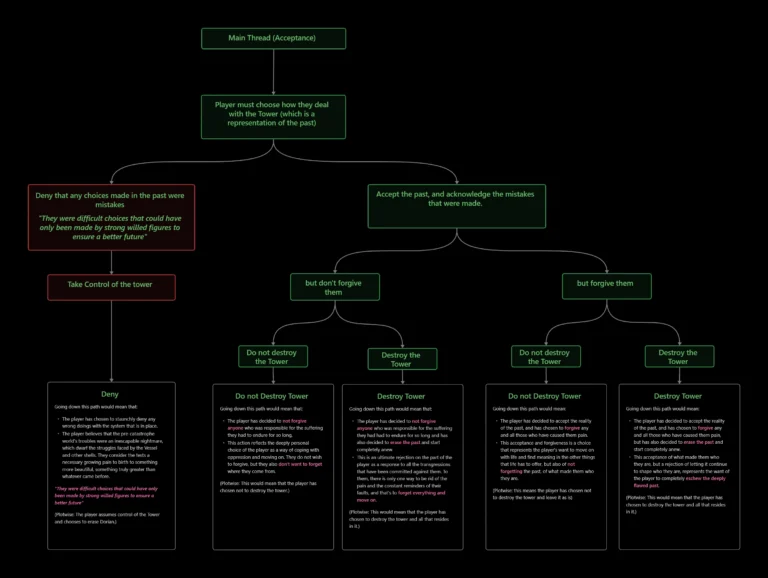 Main Thread (Acceptance)
Player must choose how they deal
with the Tower (which is a
representation of the past)
Deny that any choices made in the past were
mistakes
"They were difficult choices that could have
only been made by strong willed figures to
ensure a better future"
Accept the past, and acknowledge the mistakes
that were made.
Take Control of the tower
but don't forgive
them
but forgive them
Do not destroy
the Tower
Destroy the
Tower
Do not destroy
the Tower
Destroy the
Tower
Deny
Going down this path would mean that:
The player has chosen to staunchly deny any
wrong doings with the system that is in place.
The player believes that the pre-catastrophe
world's troubles were an inescapable nightmare,
which dwarf the struggles faced by the Vessel
and other shells. They consider the hells a
necessary growing pain to birth to something
more beautiful, something truly greater than
whatever came before.
"They were difficult choices that could have only
been made by strong willed figures to ensure a
better future"
(Plotwise: The player assumes control of the Tower
and chooses to erase Dorian.)
Do Not Destroy Tower
Going down this path would mean that:
The player has decided to not forgive
anyone who was responsible for the suffering
they had to endure for so long.
This action reflects the deeply personal
choice of the player as a way of coping with
oppression and moving on. They do not wish
to forgive, but they also don't want to forget
where they come from.
(Plotwise: This would mean that the player has
chosen not to destroy the tower.)
Destroy Tower
Going down this path would mean that:
The player has decided to not forgive
anyone who was responsible for the suffering
they had had to endure for so long and has
also decided to erase the past and start
completely anew.
This is an ultimate rejection on the part of the
player as a response to all the transgressions
that have been committed against them. To
them, there is only one way to be rid of the
pain and the constant reminders of their
faults, and that's to forget everything and
move on.
(Plotwise: This would mean that the player has
chosen to destroy the tower and all that resides
in it.)
Do Not Destroy Tower
Going down this path would mean:
The player has decided to accept the reality
of the past, and has chosen to forgive any
and all those who have caused them pain.
This acceptance and forgiveness is a choice
that represents the player's want to move on
with life and find meaning in the other things
that life has to offer, but also of not
forgetting the past, of what made them who
they are.
(Plotwise: this means the player has chosen not
to destroy the tower and leave it as is)
Destroy Tower
Going down this path would mean:
The player has decided to accept the reality
of the past, and has chosen to forgive any
and all those who have caused them pain,
but has also decided to erase the past and
start completely anew.
This acceptance of what made them who
they are, but a rejection of letting it continue
to shape who they are, represents the want of
the player to completely eschew the deeply
flawed past.
(Plotwise: This would mean that the player has
chosen to destroy the tower and all that resides
in it.)